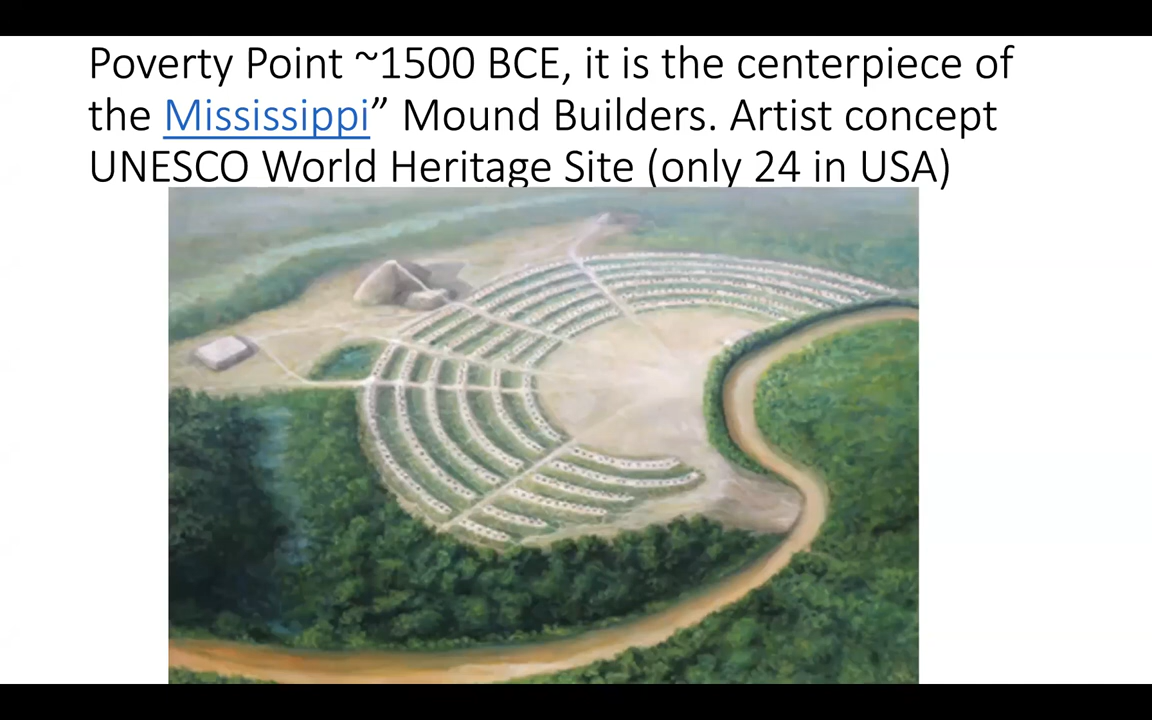 Poverty Point ~1500 BCE, it is the centerpiece of
the Mississippi” Mound Builders. Artist concept
UNESCO World Heritage Site (only 24 in USA)